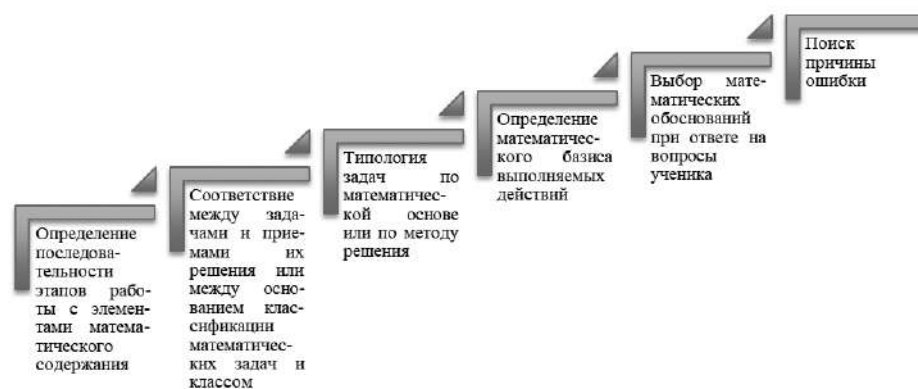 Определение
последова-
тельности
этапов рабо-
ты с элемен-
тами матема-
тического
содержания
Соответствие
между зада-
чами и прие-
мами их
решения или
между осно-
ванием клас-
сификации
математичес-
ких задач и
классом
Типология
задач по
математичес-
кой основе
или по методу
решения
Определение
математичес-
кого базиса
выполняемых
действий
Выбор мате-
матических
обоснований
при ответе на
вопросы
ученика
Поиск
причины
ошибки